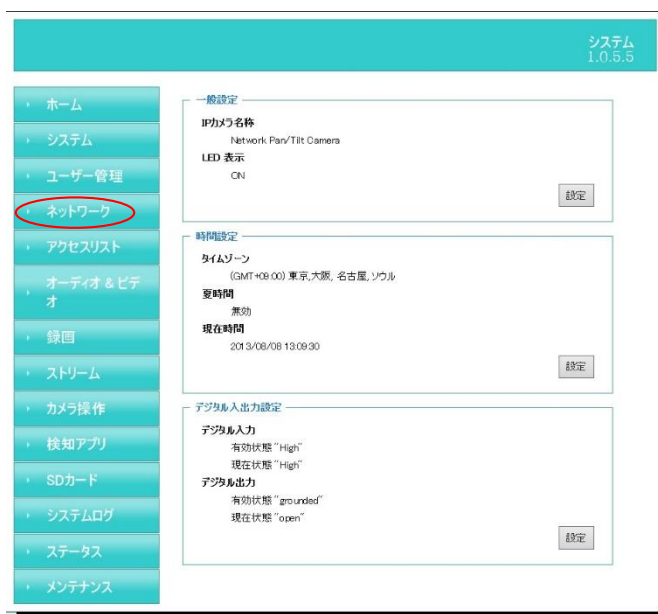 システム
1.0.5.5
ホーム
システム
ユーザー管理
ネットワーク
アクセスリスト
オーディオ & ビデ
オ
録画
ストリーム
カメラ操作
検知アプリ
SDカード
システムログ
ステータス
メンテナンス
一般設定
IPカメラ名称
Network Pan/Tilt Camera
LED 表示
ON
設定
時間設定
タイムゾーン
(GMT+09:00) 東京,大阪, 名古屋, ソウル
夏時間
無効
現在時間
2013/08/08 13:09:30
設定
デジタル入出力設定
デジタル入力
有効状態 "High"
現在状態 "High"
デジタル出力
有効状態 "grounded"
現在状態 "open"
設定